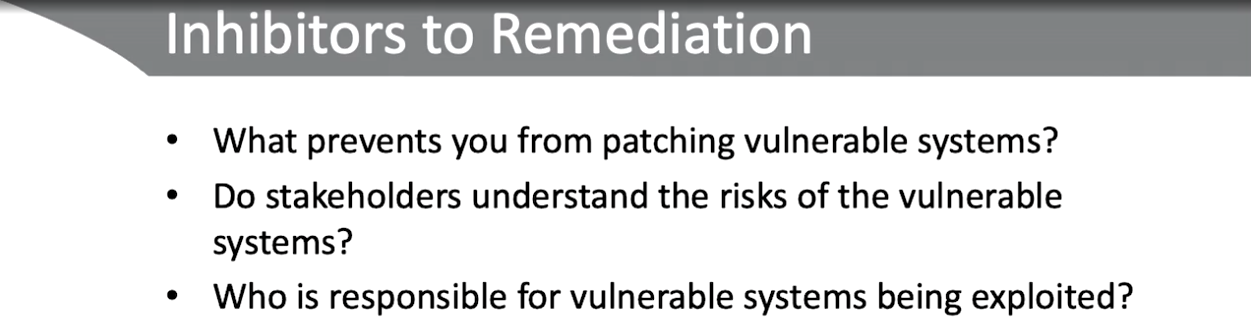 Inhibitors to Remediation
• What prevents you from patching vulnerable systems?
• Do stakeholders understand the risks of the vulnerable
systems?
• Who is responsible for vulnerable systems being exploited?